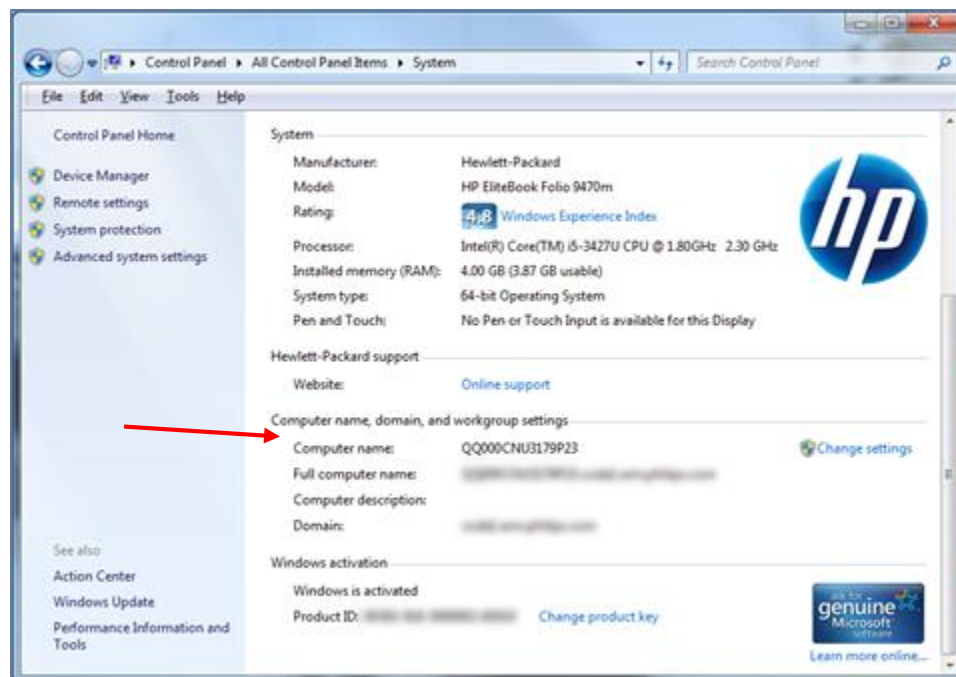 Control Panel ▸ All Control Panel Items ▸ System
Search Control Panel
File Edit View Tools Help
Control Panel Home
Device Manager
Remote settings
System protection
Advanced system settings
See also
Action Center
Windows Update
Performance Information and
Tools
System
Manufacturer: Hewlett-Packard
Model: HP EliteBook Folio 9470m
Rating: 4,8 Windows Experience Index
Processor: Intel(R) Core(TM) i5-3427U CPU @ 1.80GHz 2.30 GHz
Installed memory (RAM): 4.00 GB (3.87 GB usable)
System type: 64-bit Operating System
Pen and Touch: No Pen or Touch Input is available for this Display
hp
Hewlett-Packard support
Website: Online support
Computer name, domain, and workgroup settings
Computer name: QQ000CNU3179P23
Change settings
Full computer name:
Computer description:
Domain:
Windows activation
Windows is activated
Product ID:
Change product key
ask for
genuine
Microsoft
software
Learn more online...